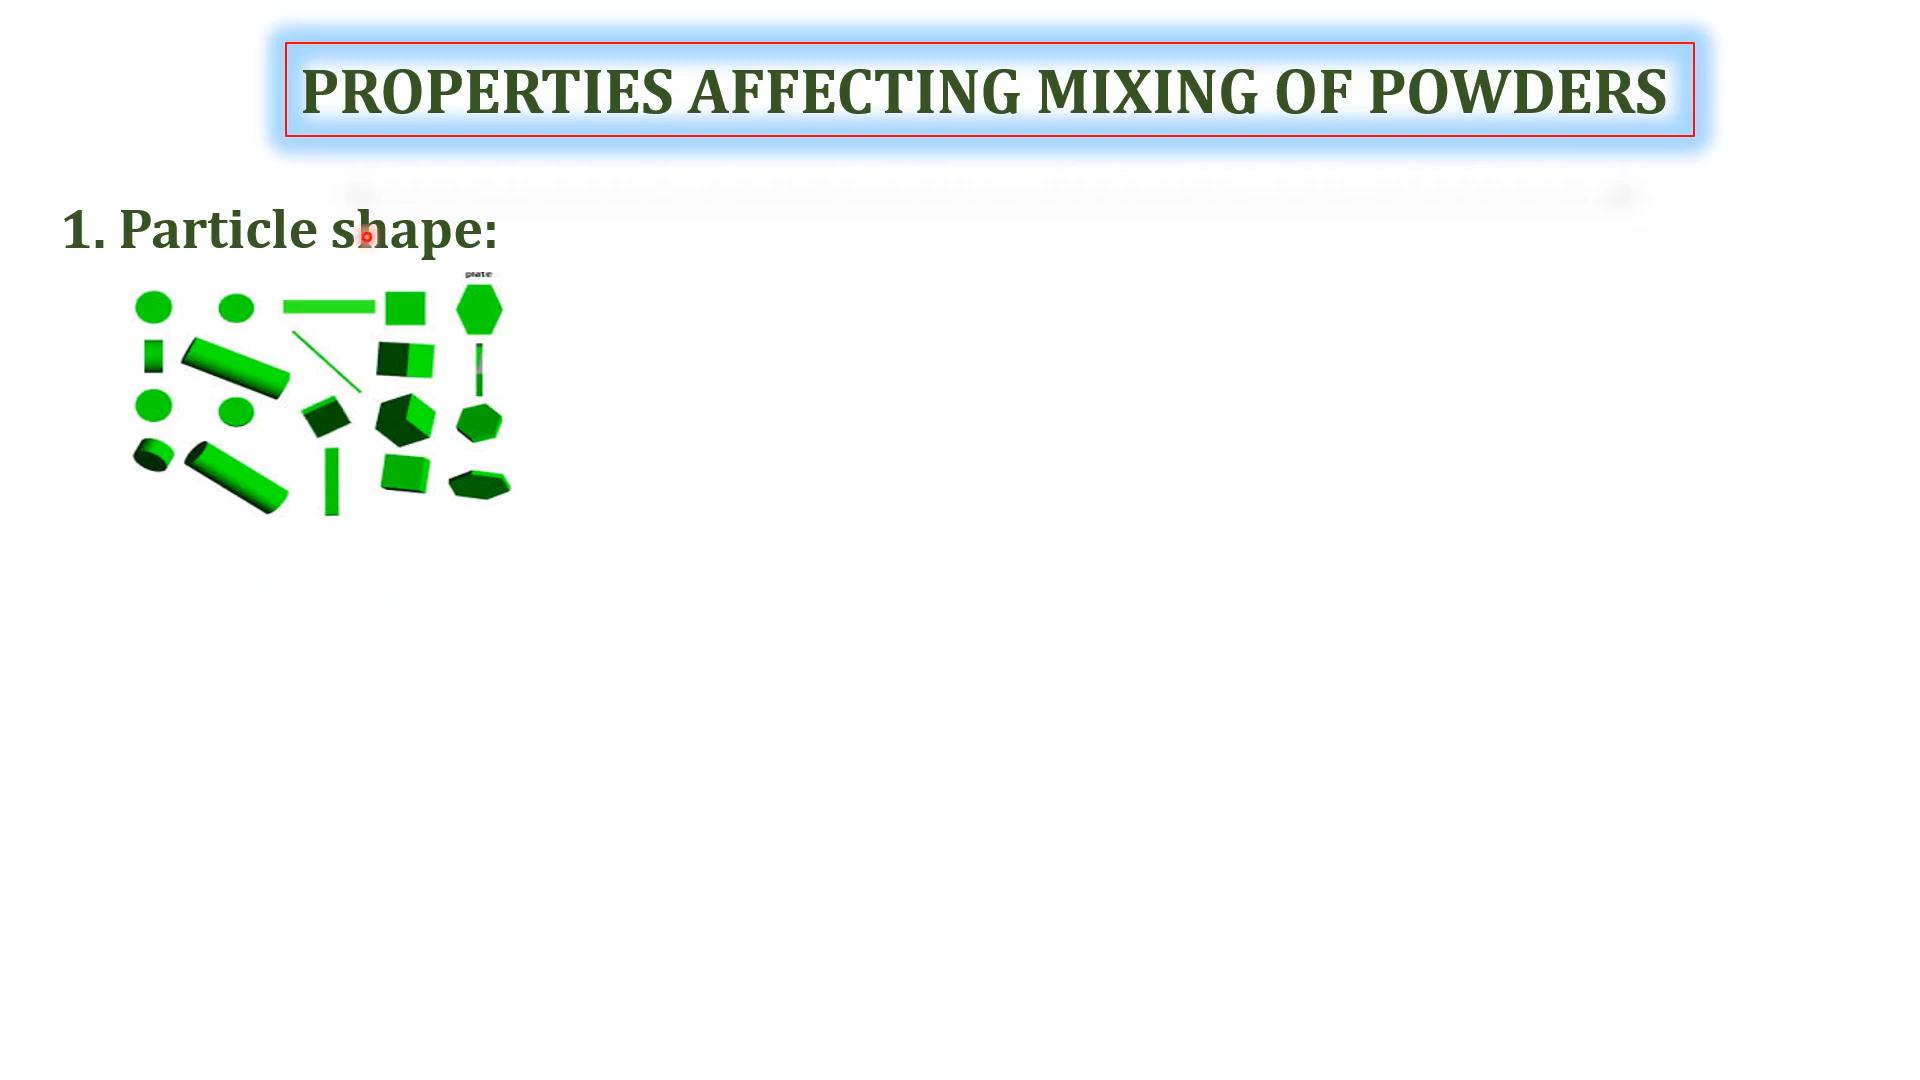 PROPERTIES AFFECTING MIXING OF POWDERS
1. Particle shape:
plate